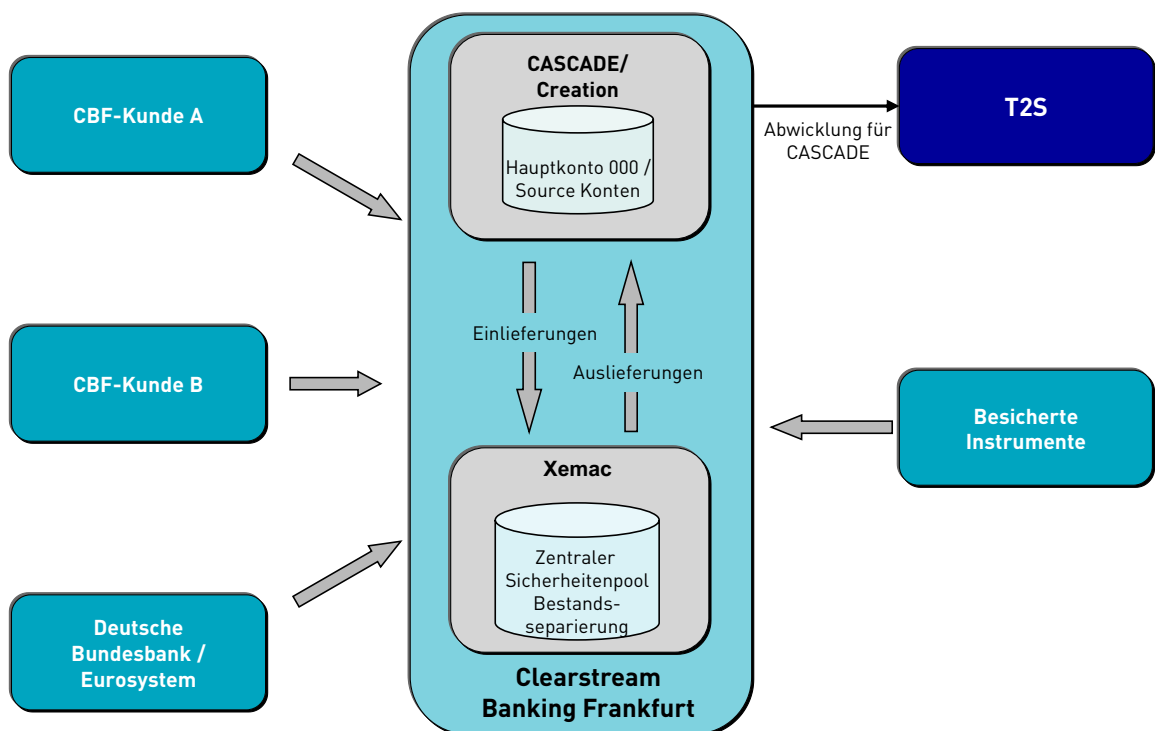 CBF-Kunde A
CBF-Kunde B
Deutsche
Bundesbank /
Eurosystem
CASCADE/
Creation
Hauptkonto 000 /
Source Konten
Einlieferungen
Auslieferungen
Xemac
Zentraler
Sicherheitenpool
Bestands-
separierung
Clearstream
Banking Frankfurt
Abwicklung für
CASCADE
T2S
Besicherte
Instrumente